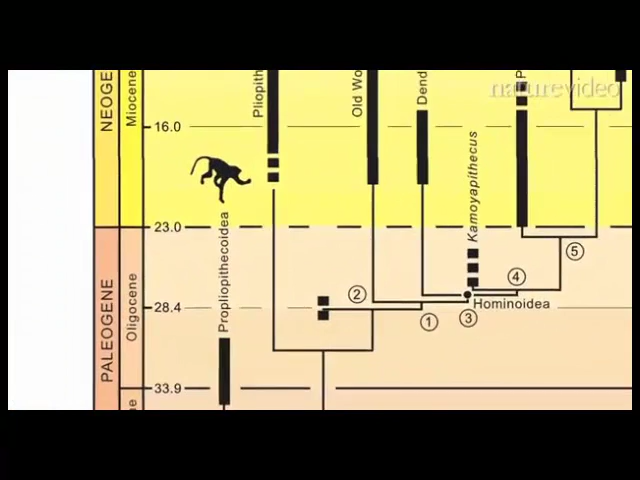 naturevideo
NEOGE
Miocene
Pliopith
Old Wo
Dend
P
16.0
Kamoyapithecus
23.0
Propliopithecoidea
5
4
PALEOGENE
Oligocene
2
28.4
Hominoidea
1
3
33.9
ne